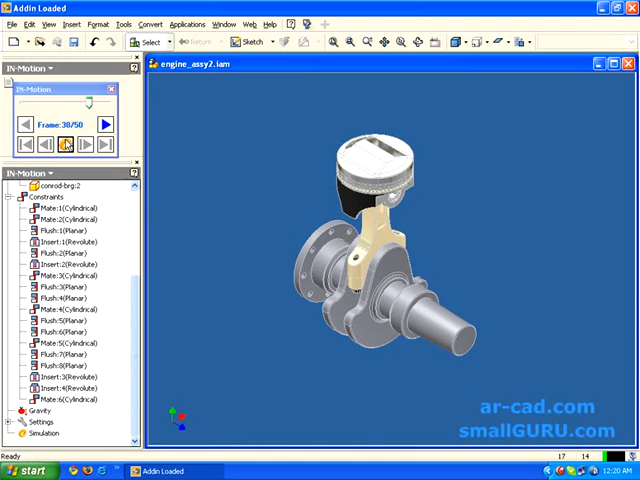 Addin Loaded
File Edit View Insert Format Tools Convert Applications Window Web Help
Select Return Sketch
IN-Motion
engine_assy2.iam
IN-Motion
Frame:38/50
IN-Motion
conrod-brg:2
Constraints
Mate:1(Cylindrical)
Mate:2(Cylindrical)
Flush:1(Planar)
Insert:1(Revolute)
Flush:2(Planar)
Insert:2(Revolute)
Mate:3(Cylindrical)
Flush:3(Planar)
Flush:4(Planar)
Mate:4(Cylindrical)
Flush:5(Planar)
Flush:6(Planar)
Mate:5(Cylindrical)
Flush:7(Planar)
Flush:8(Planar)
Insert:3(Revolute)
Insert:4(Revolute)
Mate:6(Cylindrical)
Gravity
Settings
Simulation
ar-cad.com
smallGURU.com
Ready 17 14
start Addin Loaded 12:20 AM